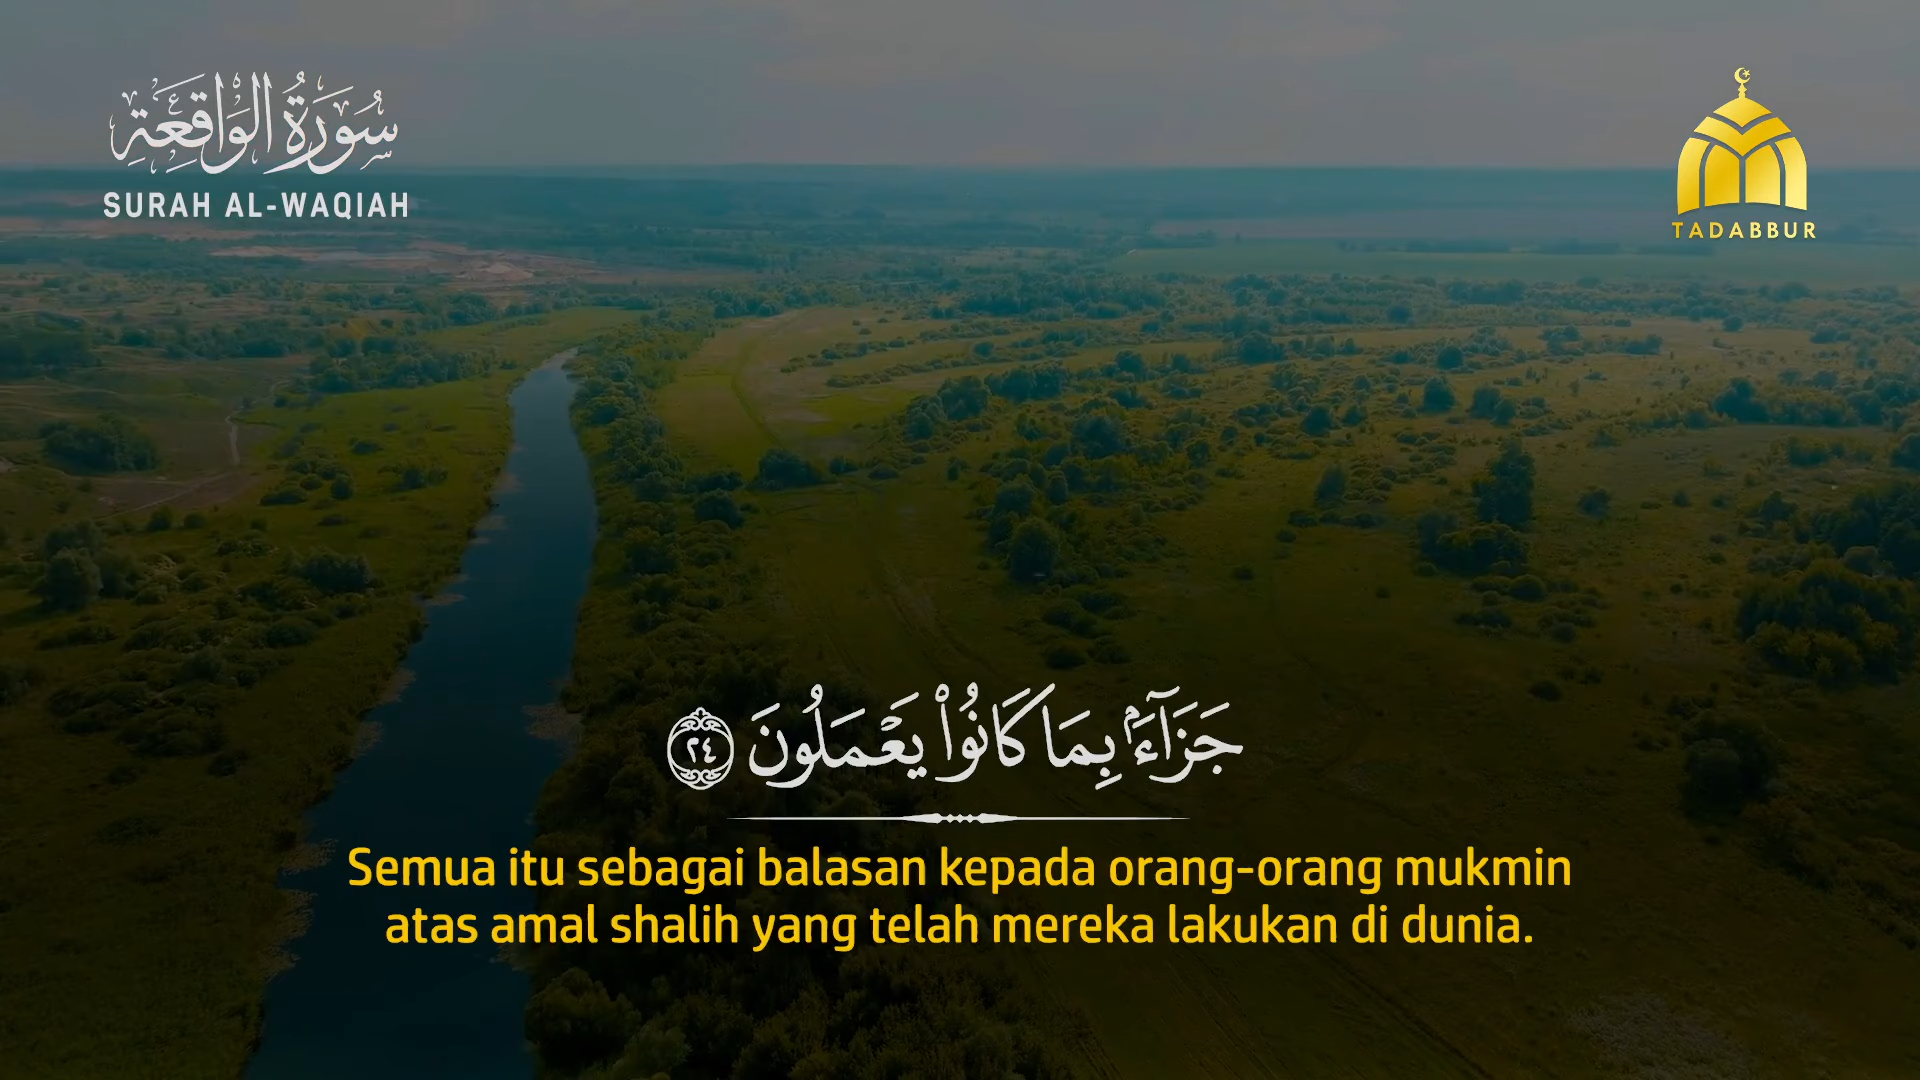 سُورَةُ الْوَاقِعَةِ
SURAH AL-WAQIAH
TADABBUR
جَزَآءًۢ بِمَا كَانُوا۟ يَعْمَلُونَ ٢٤
Semua itu sebagai balasan kepada orang-orang mukmin
atas amal shalih yang telah mereka lakukan di dunia.